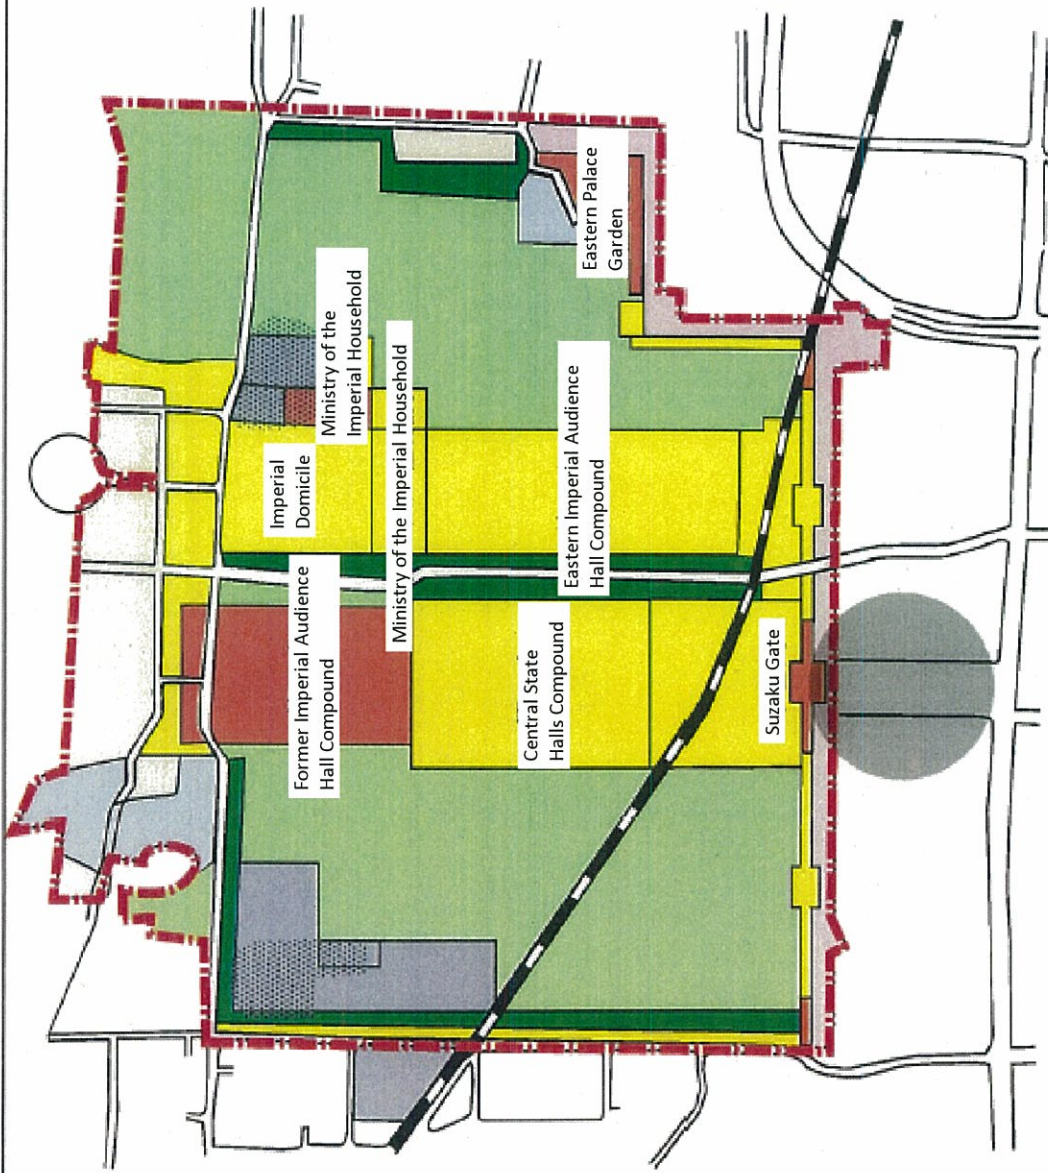 Ministry of the
Imperial Household
Eastern Palace
Garden
Imperial
Domicile
Ministry of the Imperial Household
Eastern Imperial Audience
Hall Compound
Former Imperial Audience
Hall Compound
Central State
Halls Compound
Suzaku Gate